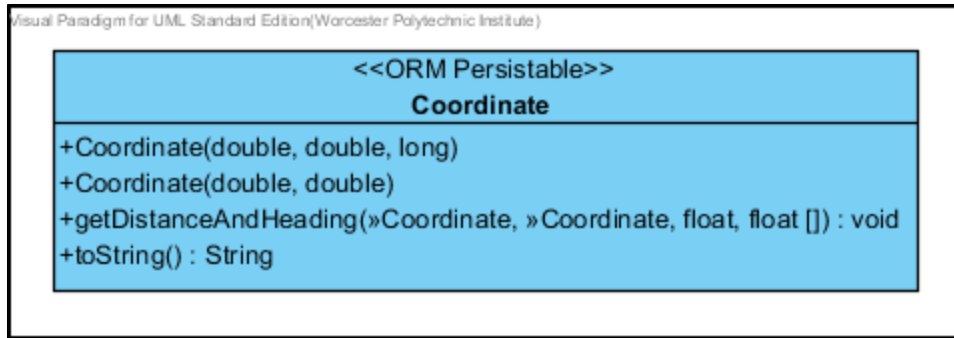 Visual Paradigm for UML Standard Edition(Worcester Polytechnic Institute)
<<ORM Persistable>>
Coordinate
+Coordinate(double, double, long)
+Coordinate(double, double)
+getDistanceAndHeading(»Coordinate, »Coordinate, float, float []) : void
+toString() : String